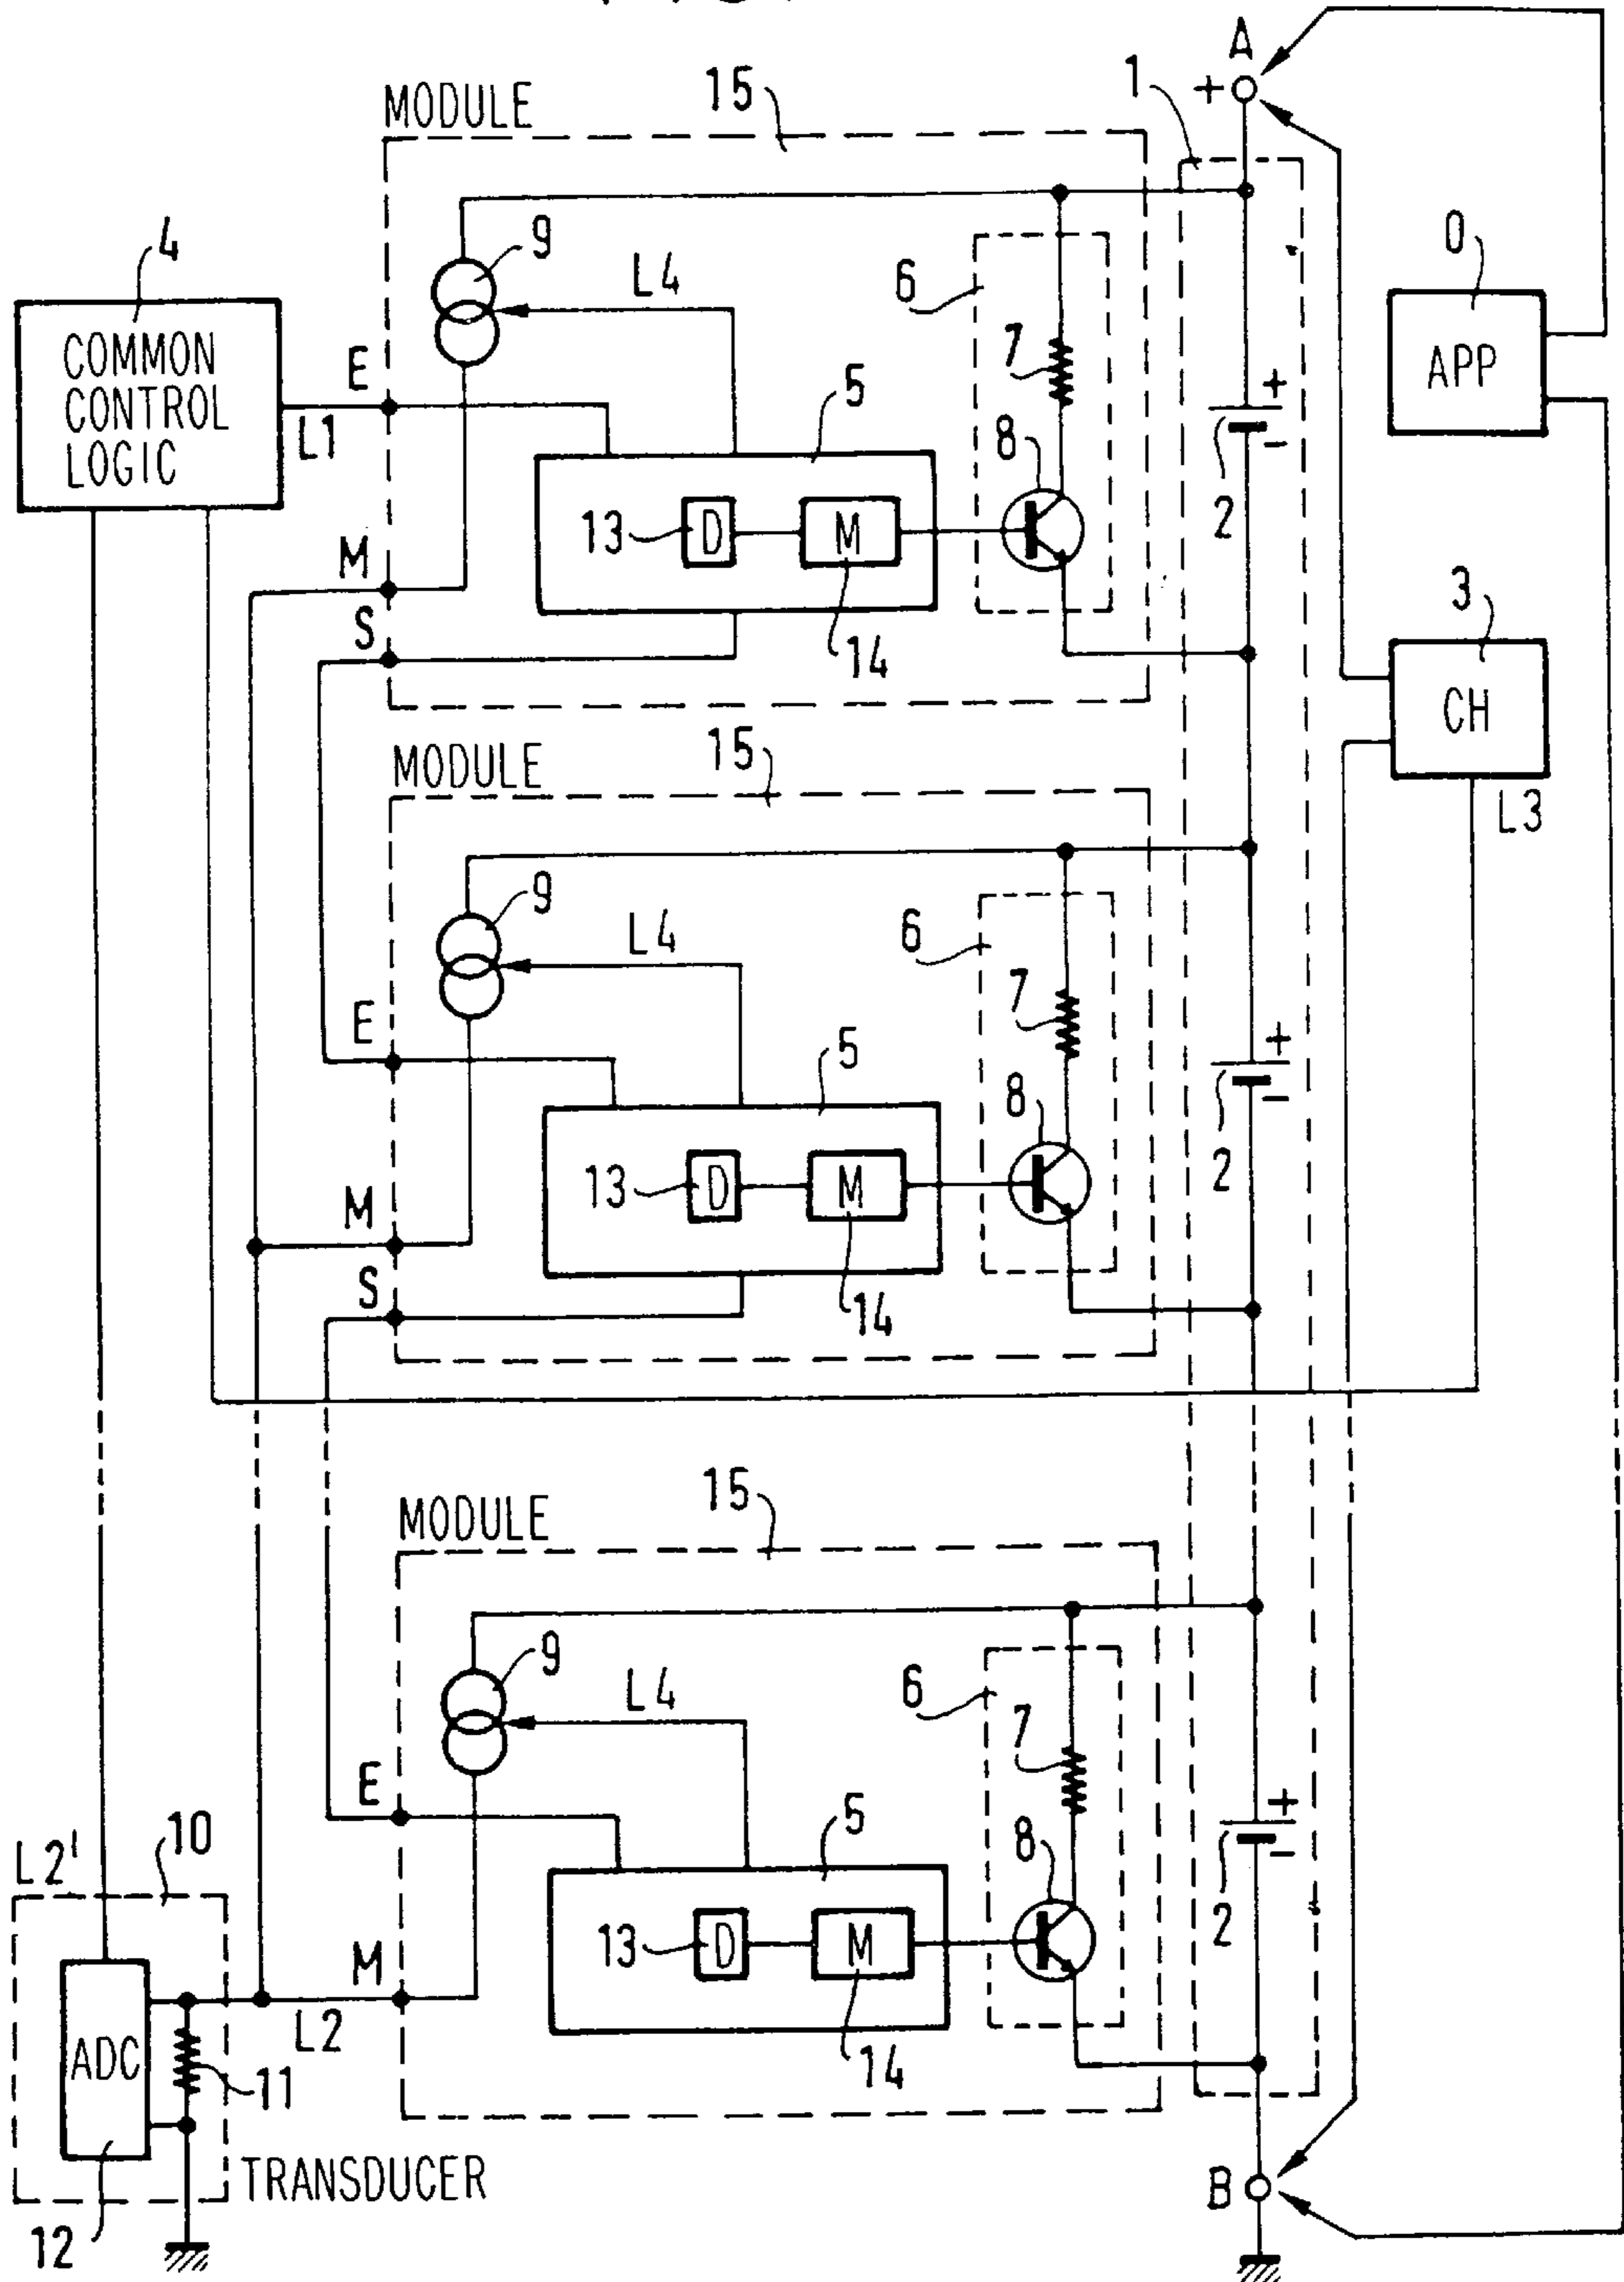 A
+
1
MODULE
15
4
9
L4
6
0
COMMON
CONTROL
LOGIC
E
L1
7
5
8
+
-
2
APP
13
D
M
14
M
S
3
CH
L3
MODULE
15
9
L4
6
7
E
5
8
+
-
2
13
D
M
14
M
S
MODULE
15
9
L4
6
7
E
5
8
+
-
2
13
D
M
14
L2'
10
M
L2
ADC
11
12
TRANSDUCER
B